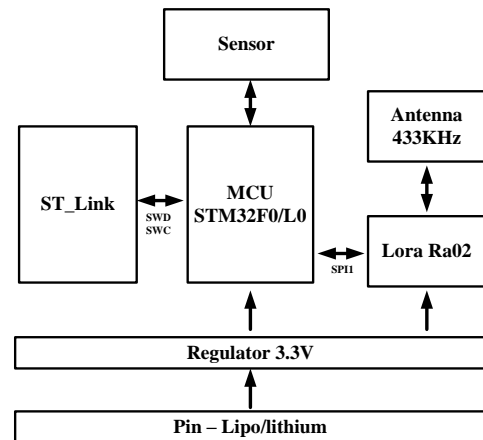 Sensor
Antenna
433KHz
ST_Link
SWD
SWC
MCU
STM32F0/L0
SPI1
Lora Ra02
Regulator 3.3V
Pin – Lipo/lithium